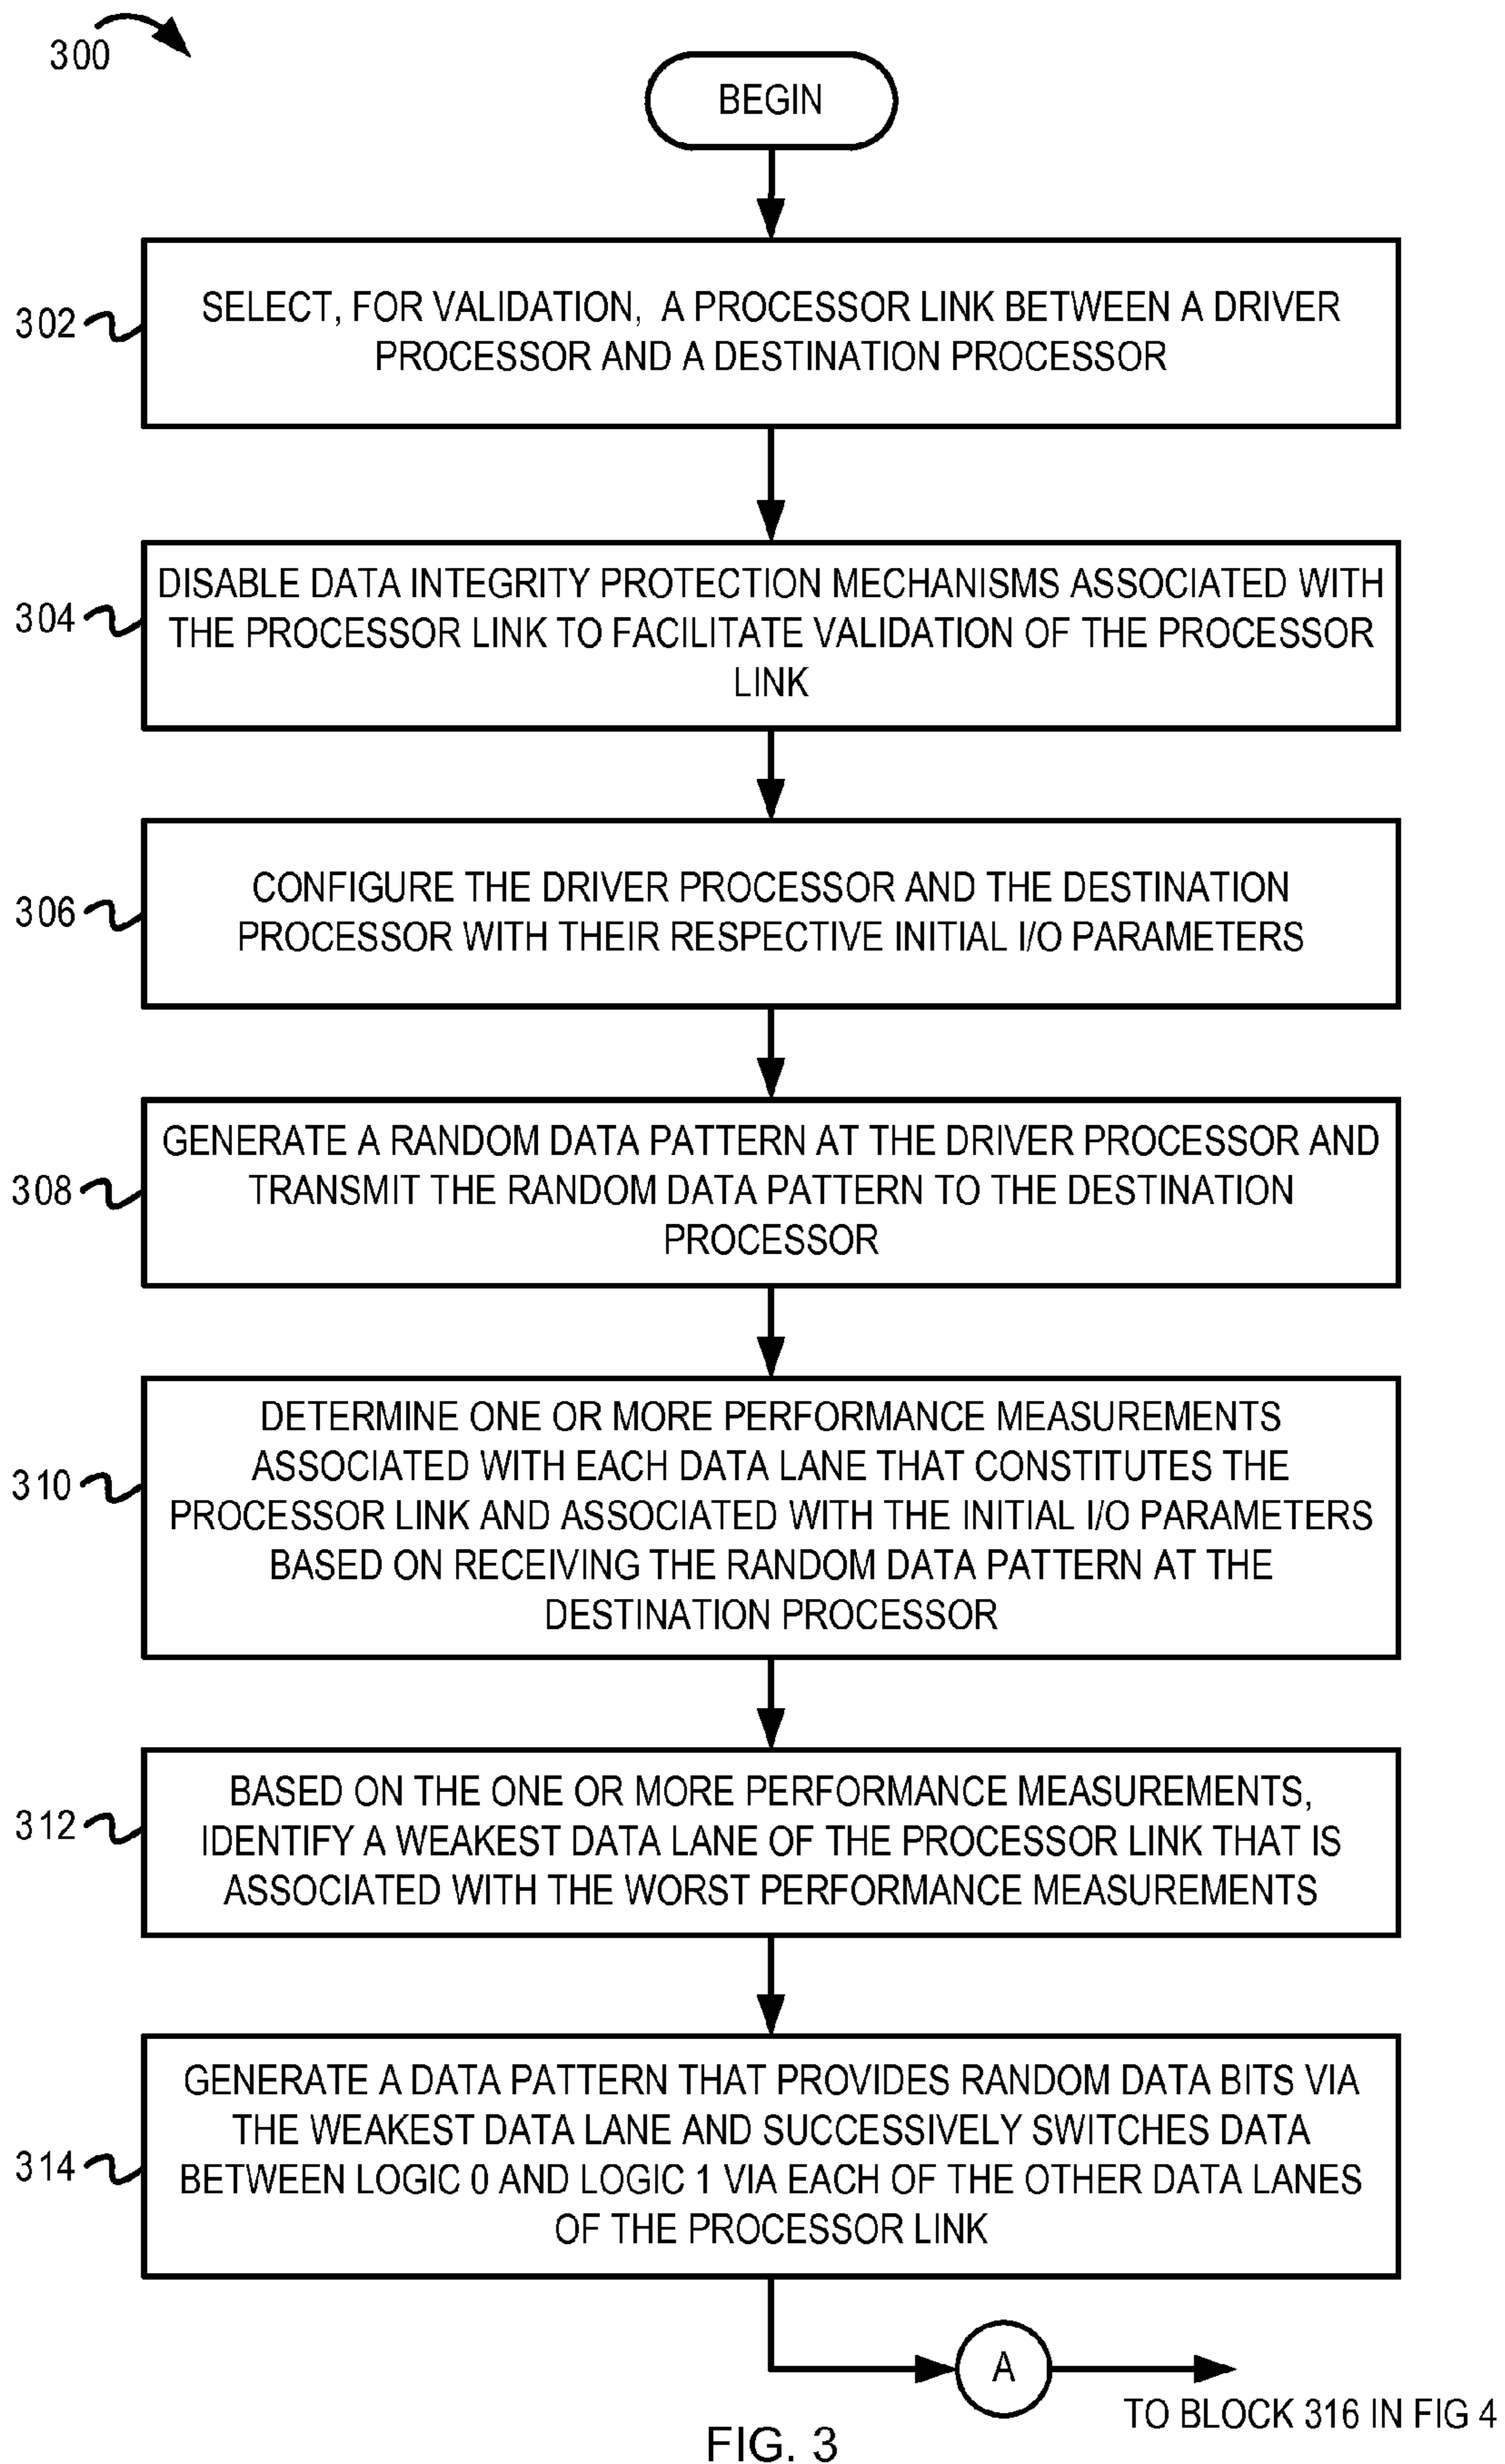 300
BEGIN
302
SELECT, FOR VALIDATION, A PROCESSOR LINK BETWEEN A DRIVER
PROCESSOR AND A DESTINATION PROCESSOR
304
DISABLE DATA INTEGRITY PROTECTION MECHANISMS ASSOCIATED WITH
THE PROCESSOR LINK TO FACILITATE VALIDATION OF THE PROCESSOR
LINK
306
CONFIGURE THE DRIVER PROCESSOR AND THE DESTINATION
PROCESSOR WITH THEIR RESPECTIVE INITIAL I/O PARAMETERS
308
GENERATE A RANDOM DATA PATTERN AT THE DRIVER PROCESSOR AND
TRANSMIT THE RANDOM DATA PATTERN TO THE DESTINATION
PROCESSOR
310
DETERMINE ONE OR MORE PERFORMANCE MEASUREMENTS
ASSOCIATED WITH EACH DATA LANE THAT CONSTITUTES THE
PROCESSOR LINK AND ASSOCIATED WITH THE INITIAL I/O PARAMETERS
BASED ON RECEIVING THE RANDOM DATA PATTERN AT THE
DESTINATION PROCESSOR
312
BASED ON THE ONE OR MORE PERFORMANCE MEASUREMENTS,
IDENTIFY A WEAKEST DATA LANE OF THE PROCESSOR LINK THAT IS
ASSOCIATED WITH THE WORST PERFORMANCE MEASUREMENTS
314
GENERATE A DATA PATTERN THAT PROVIDES RANDOM DATA BITS VIA
THE WEAKEST DATA LANE AND SUCCESSIVELY SWITCHES DATA
BETWEEN LOGIC 0 AND LOGIC 1 VIA EACH OF THE OTHER DATA LANES
OF THE PROCESSOR LINK
A
TO BLOCK 316 IN FIG 4
FIG. 3